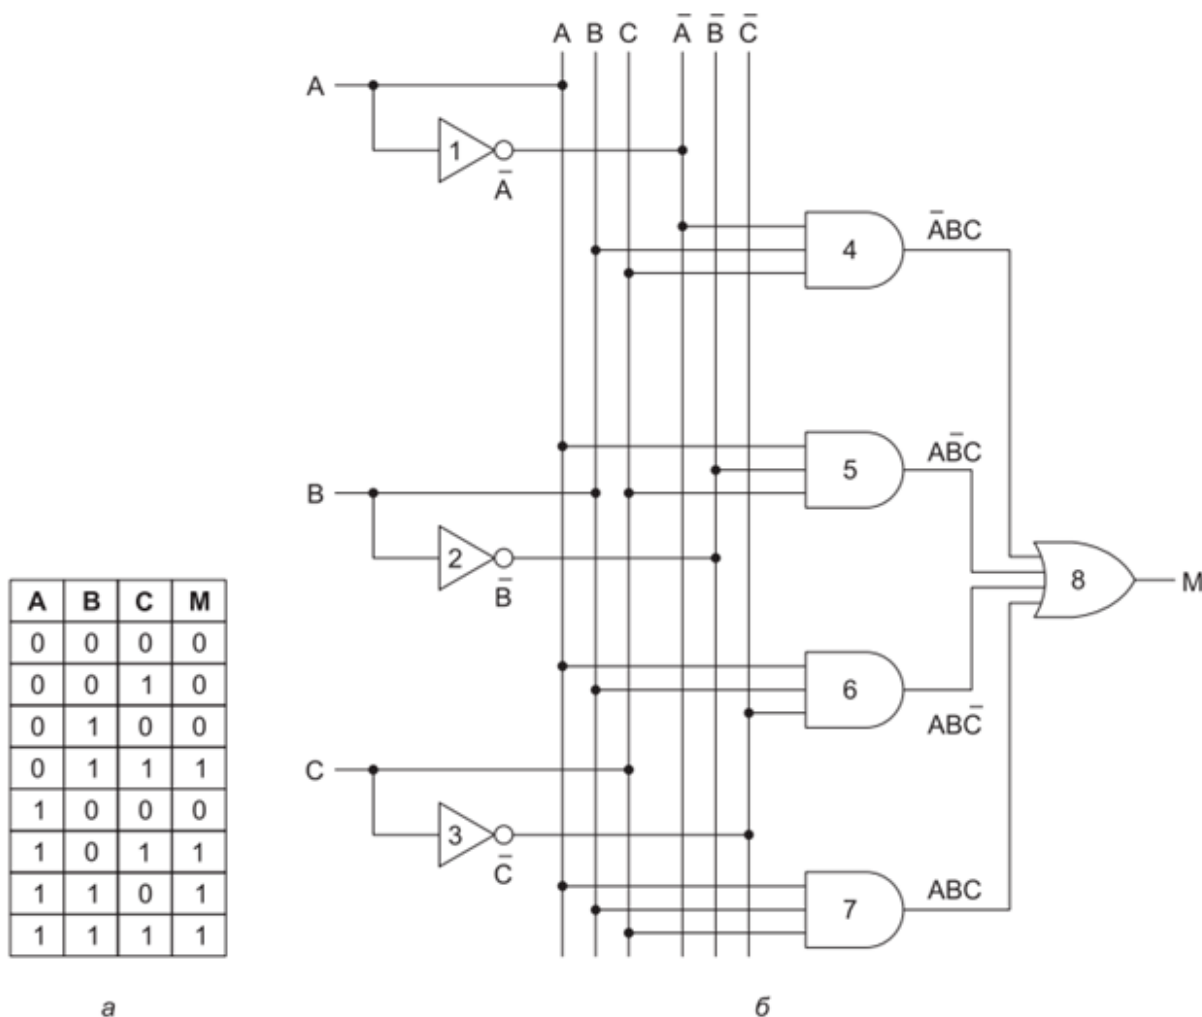 A B C A̅ B̅ C̅
A
1
A̅
4
A̅BC
5
AB̅C
B
2
B̅
8
M
6
ABC̅
C
3
C̅
7
ABC
A B C M
0 0 0 0
0 0 1 0
0 1 0 0
0 1 1 1
1 0 0 0
1 0 1 1
1 1 0 1
1 1 1 1
а
б